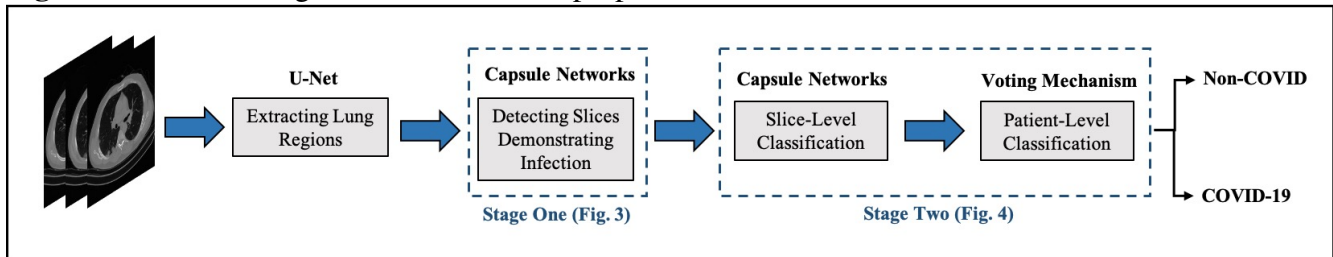 U-Net
Extracting Lung
Regions
Capsule Networks
Detecting Slices
Demonstrating
Infection
Stage One (Fig. 3)
Capsule Networks
Slice-Level
Classification
Voting Mechanism
Patient-Level
Classification
Stage Two (Fig. 4)
Non-COVID
COVID-19